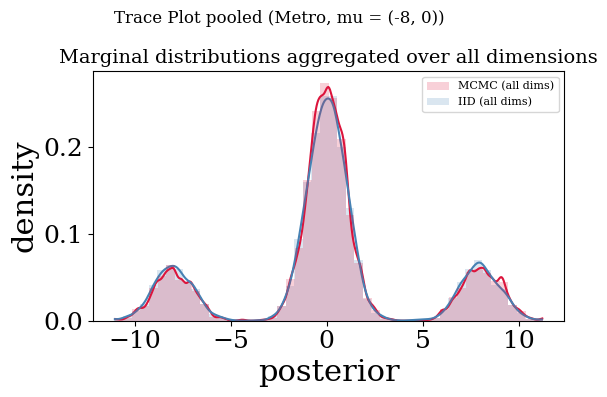 Trace Plot pooled (Metro, mu = (-8, 0))
Marginal distributions aggregated over all dimensions
MCMC (all dims)
IID (all dims)
density
0.2
0.1
0.0
−10
−5
0
5
10
posterior